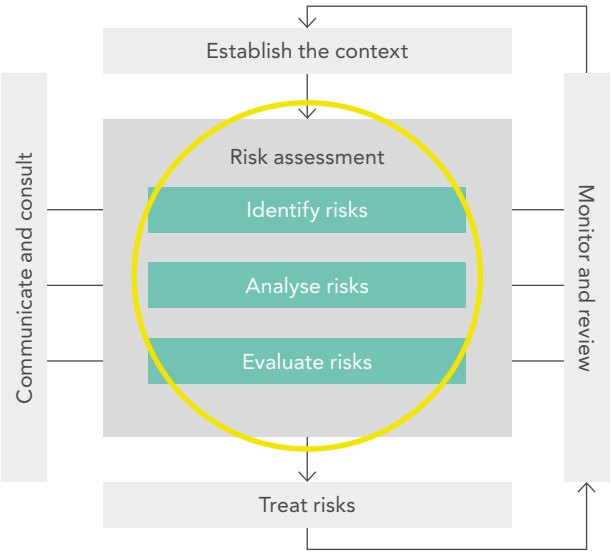 Establish the context
Communicate and consult
Risk assessment
Identify risks
Analyse risks
Evaluate risks
Monitor and review
Treat risks